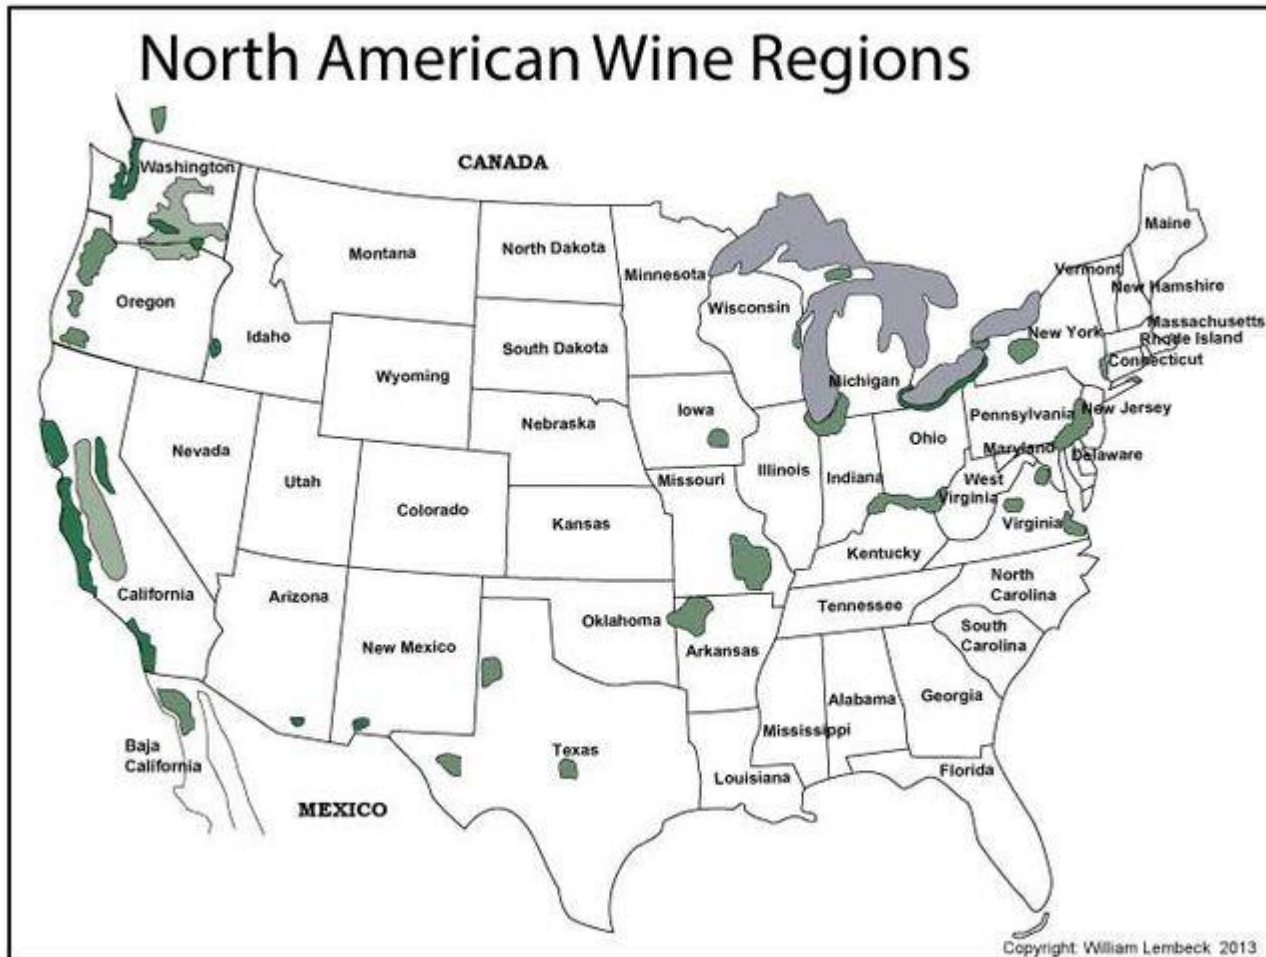 North American Wine Regions
CANADA
Washington
Maine
Montana
North Dakota
Minnesota
Vermont
New Hamshire
Oregon
Wisconsin
Massachusetts
New York
Rhode Island
Idaho
South Dakota
Connecticut
Wyoming
Michigan
Iowa
Pennsylvania
New Jersey
Nebraska
Nevada
Ohio
Maryland
Delaware
Utah
Missouri
Illinois
Indiana
West
Virginia
Colorado
Kansas
Virginia
Kentucky
North
Carolina
California
Arizona
Tennessee
Oklahoma
South
Carolina
New Mexico
Arkansas
Alabama
Georgia
Mississippi
Baja
California
Texas
Louisiana
Florida
MEXICO
Copyright: William Lembeck 2013